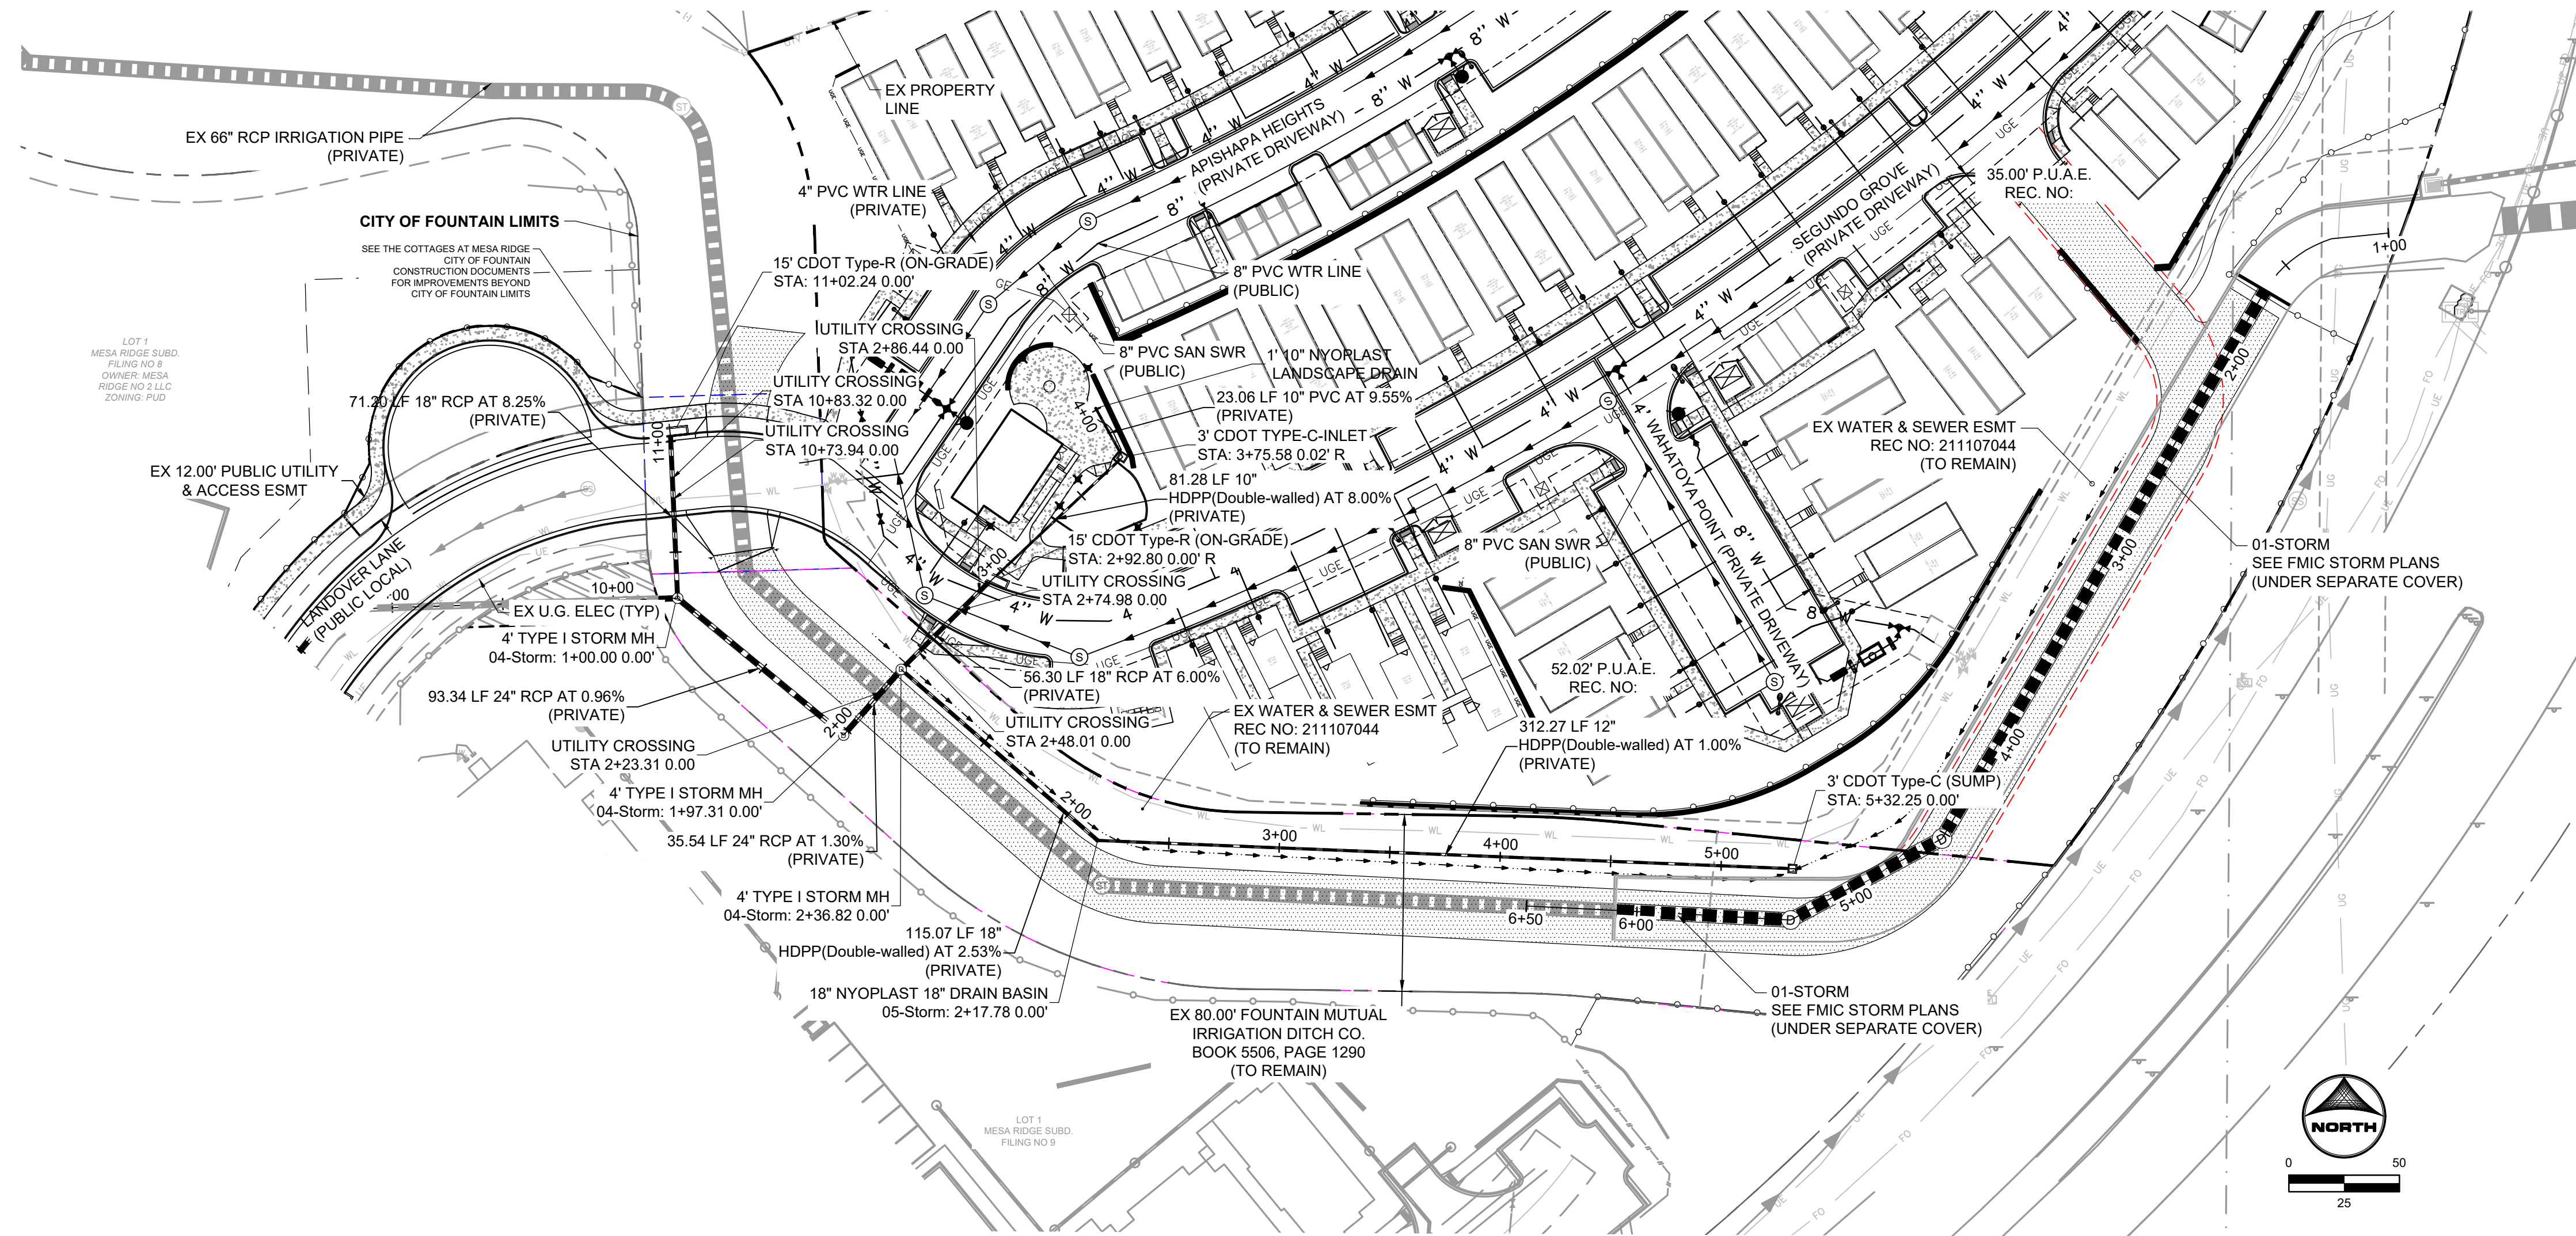 EX PROPERTY
LINE
EX 66" RCP IRRIGATION PIPE
(PRIVATE)
4" PVC WTR LINE
(PRIVATE)
APISHAPA HEIGHTS
(PRIVATE DRIVEWAY)
SEGUNDO GROVE
(PRIVATE DRIVEWAY)
35.00' P.U.A.E.
REC. NO:
CITY OF FOUNTAIN LIMITS
SEE THE COTTAGES AT MESA RIDGE
CITY OF FOUNTAIN
CONSTRUCTION DOCUMENTS
FOR IMPROVEMENTS BEYOND
CITY OF FOUNTAIN LIMITS
15' CDOT Type-R (ON-GRADE)
STA: 11+02.24 0.00'
8" PVC WTR LINE
(PUBLIC)
1+00
UTILITY CROSSING
STA 2+86.44 0.00
LOT 1
MESA RIDGE SUBD.
FILING NO 8
OWNER: MESA
RIDGE NO 2 LLC
ZONING: PUD
8" PVC SAN SWR
(PUBLIC)
1' 10" NYOPLAST
LANDSCAPE DRAIN
UTILITY CROSSING
STA 10+83.32 0.00
71.20 LF 18" RCP AT 8.25%
(PRIVATE)
23.06 LF 10" PVC AT 9.55%
(PRIVATE)
2+00
4+00
11+00
UTILITY CROSSING
STA 10+73.94 0.00
3' CDOT TYPE-C-INLET
STA: 3+75.58 0.02' R
EX WATER & SEWER ESMT
REC NO: 211107044
(TO REMAIN)
EX 12.00' PUBLIC UTILITY
& ACCESS ESMT
81.28 LF 10"
HDPP(Double-walled) AT 8.00%
(PRIVATE)
WAHATOYA POINT (PRIVATE DRIVEWAY)
15' CDOT Type-R (ON-GRADE)
STA: 2+92.80 0.00' R
3+00
8" PVC SAN SWR
(PUBLIC)
01-STORM
SEE FMIC STORM PLANS
(UNDER SEPARATE COVER)
3+00
LANDOVER LANE
(PUBLIC LOCAL)
10+00
UTILITY CROSSING
STA 2+74.98 0.00
EX U.G. ELEC (TYP)
4' TYPE I STORM MH
04-Storm: 1+00.00 0.00'
56.30 LF 18" RCP AT 6.00%
(PRIVATE)
52.02' P.U.A.E.
REC. NO:
93.34 LF 24" RCP AT 0.96%
(PRIVATE)
2+00
EX WATER & SEWER ESMT
REC NO: 211107044
(TO REMAIN)
UTILITY CROSSING
STA 2+48.01 0.00
312.27 LF 12"
HDPP(Double-walled) AT 1.00%
(PRIVATE)
4+00
UTILITY CROSSING
STA 2+23.31 0.00
3' CDOT Type-C (SUMP)
STA: 5+32.25 0.00'
4' TYPE I STORM MH
04-Storm: 1+97.31 0.00'
2+00
3+00
4+00
5+00
35.54 LF 24" RCP AT 1.30%
(PRIVATE)
4' TYPE I STORM MH
04-Storm: 2+36.82 0.00'
6+50
6+00
5+00
115.07 LF 18"
HDPP(Double-walled) AT 2.53%
(PRIVATE)
18" NYOPLAST 18" DRAIN BASIN
05-Storm: 2+17.78 0.00'
01-STORM
SEE FMIC STORM PLANS
(UNDER SEPARATE COVER)
EX 80.00' FOUNTAIN MUTUAL
IRRIGATION DITCH CO.
BOOK 5506, PAGE 1290
(TO REMAIN)
LOT 1
MESA RIDGE SUBD.
FILING NO 9
NORTH
0 50
25